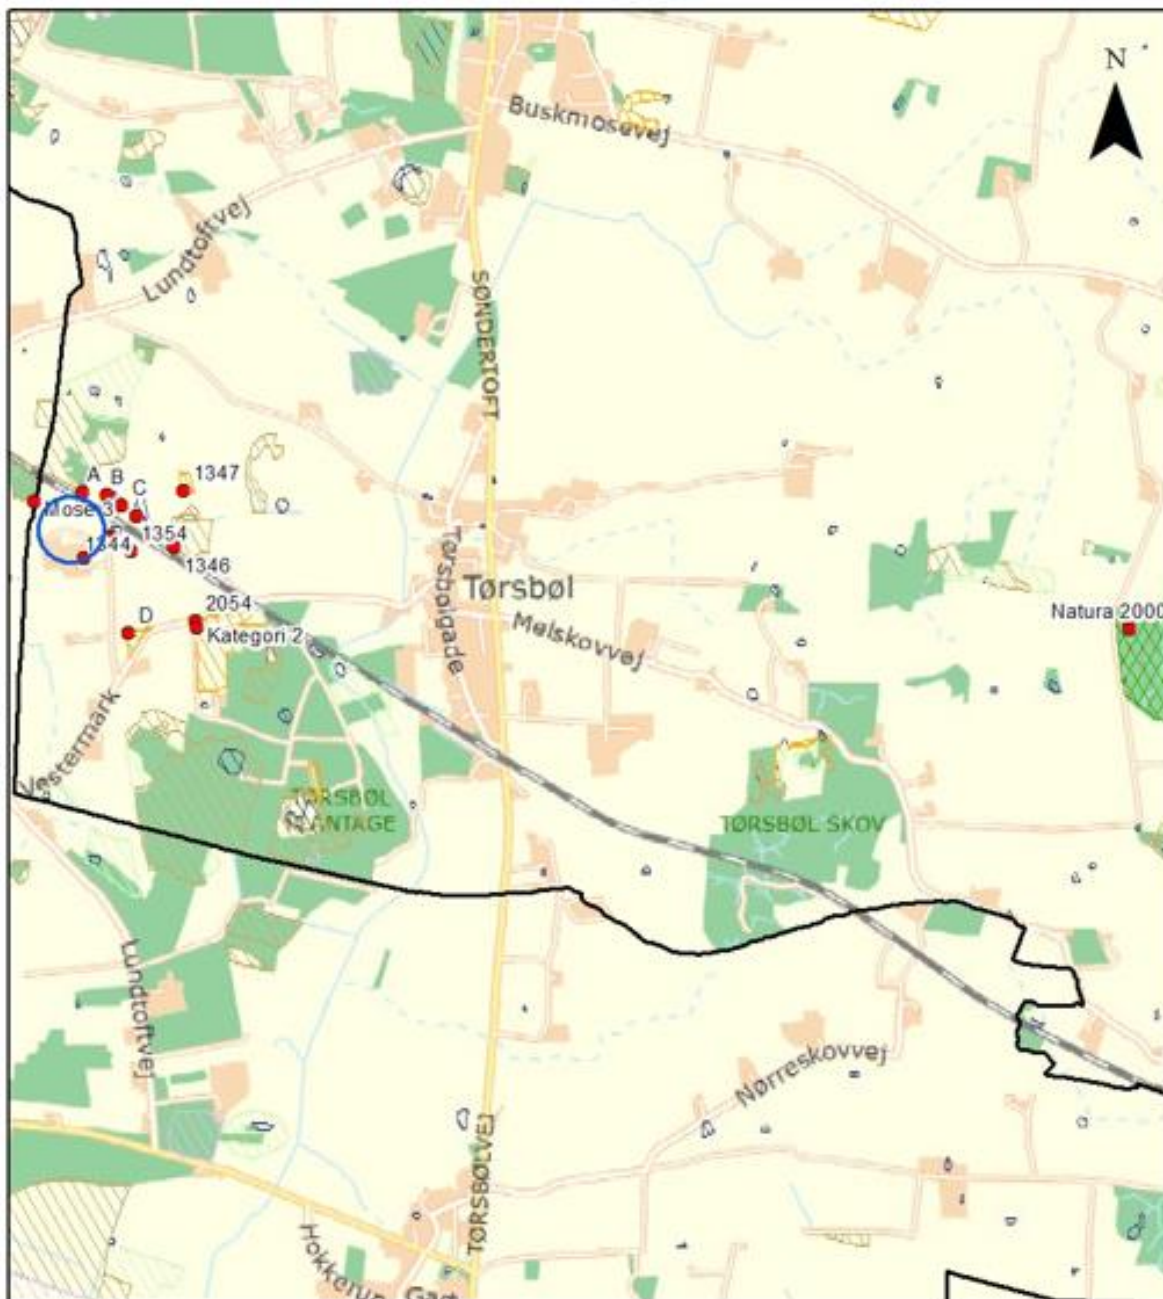 N
Buskmosevej
Lundtoftvej
SØNDERTOFT
A
B
C
1347
Mose 3
1354
1344
1346
Tørsbøl
Tørsbølgade
2054
Natura 2000
D
Kategori 2
Melskovvej
Vestermark
TØRSBØL
PLANTAGE
TØRSBØL SKOV
Lundtoftvej
Nørreskovvej
TØRSBØLVEJ